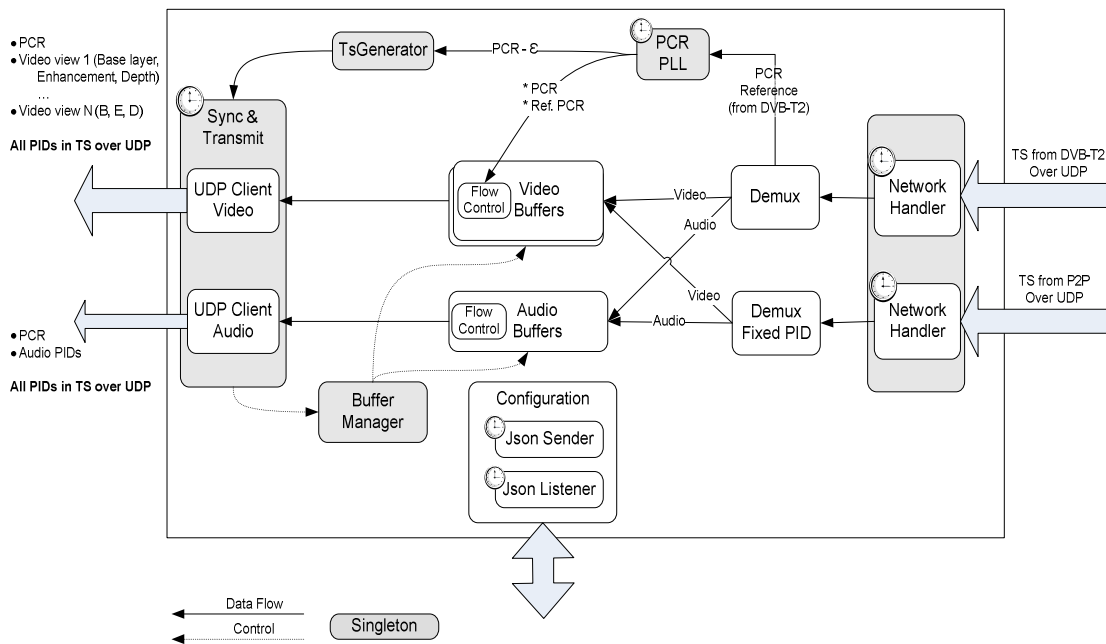 ● PCR
● Video view 1 (Base layer,
Enhancement, Depth)
...
● Video view N (B, E, D)
All PIDs in TS over UDP
TsGenerator
PCR - ε
PCR
PLL
* PCR
* Ref. PCR
PCR
Reference
(from DVB-T2)
Sync &
Transmit
UDP Client
Video
Flow
Control
Video
Buffers
Video
Audio
Demux
Network
Handler
TS from DVB-T2
Over UDP
UDP Client
Audio
Flow
Control
Audio
Buffers
Video
Audio
Demux
Fixed PID
Network
Handler
TS from P2P
Over UDP
● PCR
● Audio PIDs
All PIDs in TS over UDP
Buffer
Manager
Configuration
Json Sender
Json Listener
Data Flow
Control
Singleton